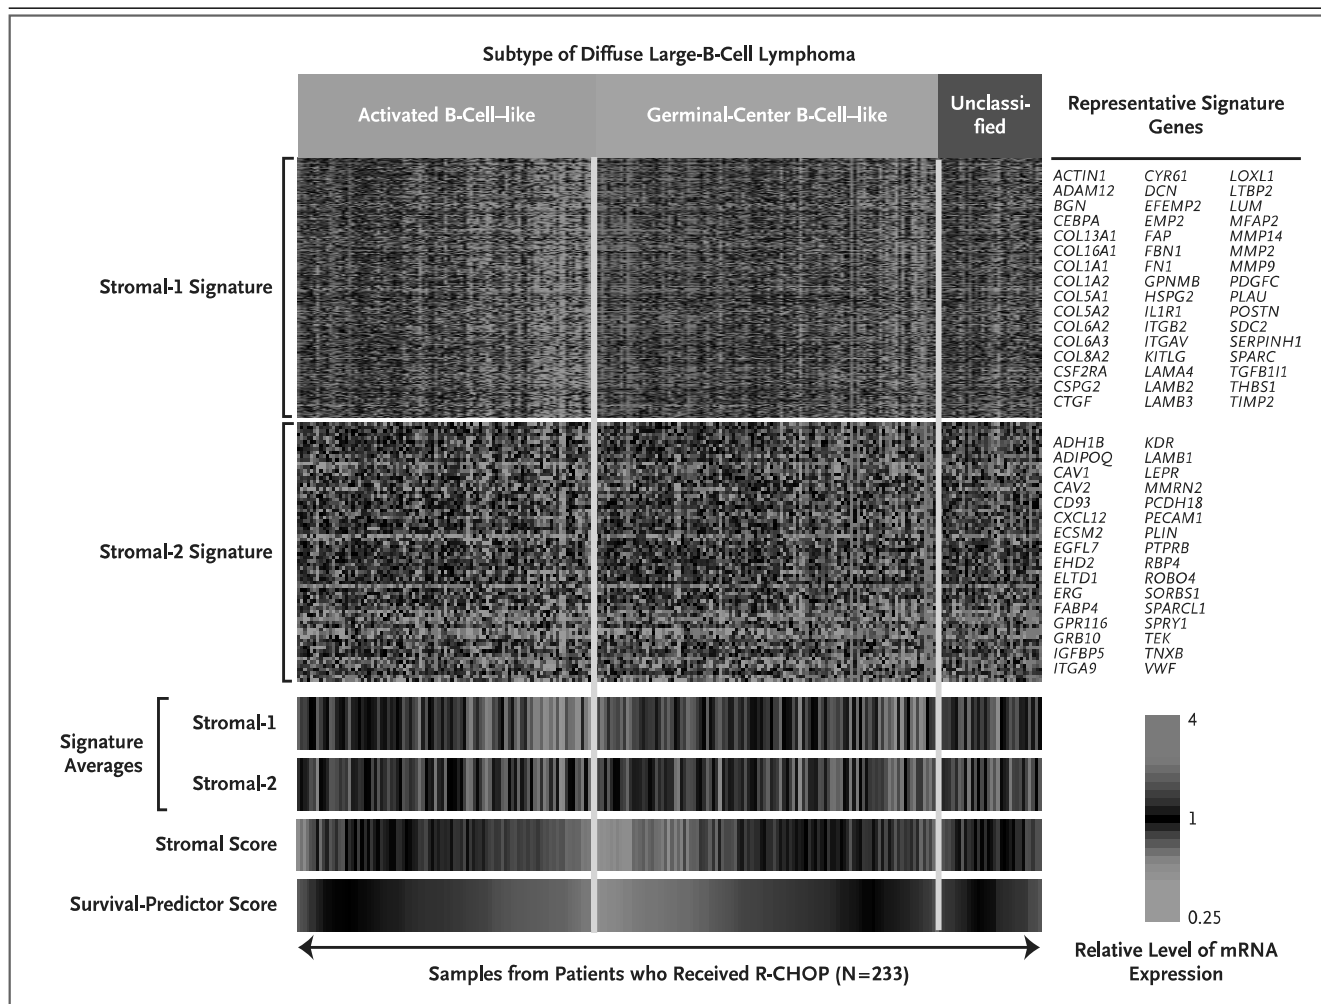 Subtype of Diffuse Large-B-Cell Lymphoma
Activated B-Cell–like
Germinal-Center B-Cell–like
Unclassi-
fied
Representative Signature
Genes
Stromal-1 Signature
ACTIN1 CYR61 LOXL1
ADAM12 DCN LTBP2
BGN EFEMP2 LUM
CEBPA EMP2 MFAP2
COL13A1 FAP MMP14
COL16A1 FBN1 MMP2
COL1A1 FN1 MMP9
COL1A2 GPNMB PDGFC
COL5A1 HSPG2 PLAU
COL5A2 IL1R1 POSTN
COL6A2 ITGB2 SDC2
COL6A3 ITGAV SERPINH1
COL8A2 KITLG SPARC
CSF2RA LAMA4 TGFB1I1
CSPG2 LAMB2 THBS1
CTGF LAMB3 TIMP2
Stromal-2 Signature
ADH1B KDR
ADIPOQ LAMB1
CAV1 LEPR
CAV2 MMRN2
CD93 PCDH18
CXCL12 PECAM1
ECSM2 PLIN
EGFL7 PTPRB
EHD2 RBP4
ELTD1 ROBO4
ERG SORBS1
FABP4 SPARCL1
GPR116 SPRY1
GRB10 TEK
IGFBP5 TNXB
ITGA9 VWF
Signature
Averages
Stromal-1
Stromal-2
Stromal Score
Survival-Predictor Score
4
1
0.25
Relative Level of mRNA
Expression
Samples from Patients who Received R-CHOP (N=233)